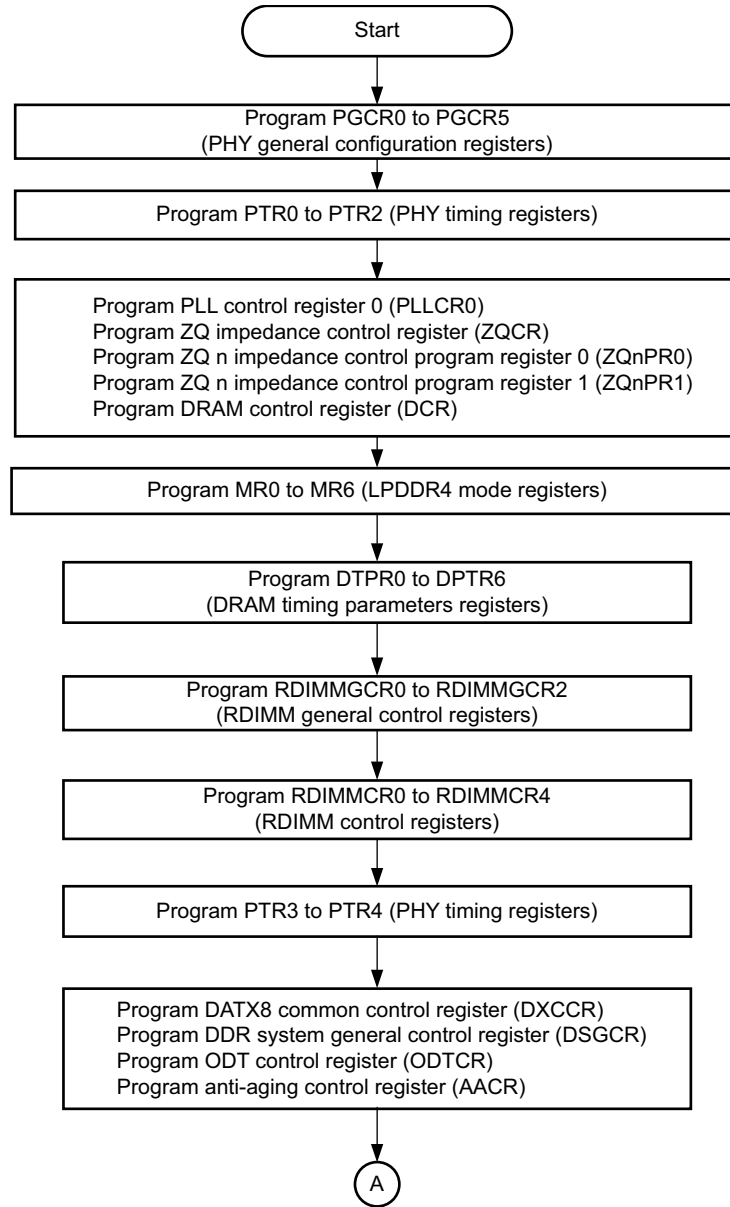 Start
Program PGCR0 to PGCR5
(PHY general configuration registers)
Program PTR0 to PTR2 (PHY timing registers)
Program PLL control register 0 (PLLCR0)
Program ZQ impedance control register (ZQCR)
Program ZQ n impedance control program register 0 (ZQnPR0)
Program ZQ n impedance control program register 1 (ZQnPR1)
Program DRAM control register (DCR)
Program MR0 to MR6 (LPDDR4 mode registers)
Program DTPR0 to DPTR6
(DRAM timing parameters registers)
Program RDIMMGCR0 to RDIMMGCR2
(RDIMM general control registers)
Program RDIMMCR0 to RDIMMCR4
(RDIMM control registers)
Program PTR3 to PTR4 (PHY timing registers)
Program DATX8 common control register (DXCCR)
Program DDR system general control register (DSGCR)
Program ODT control register (ODTCR)
Program anti-aging control register (AACR)
A